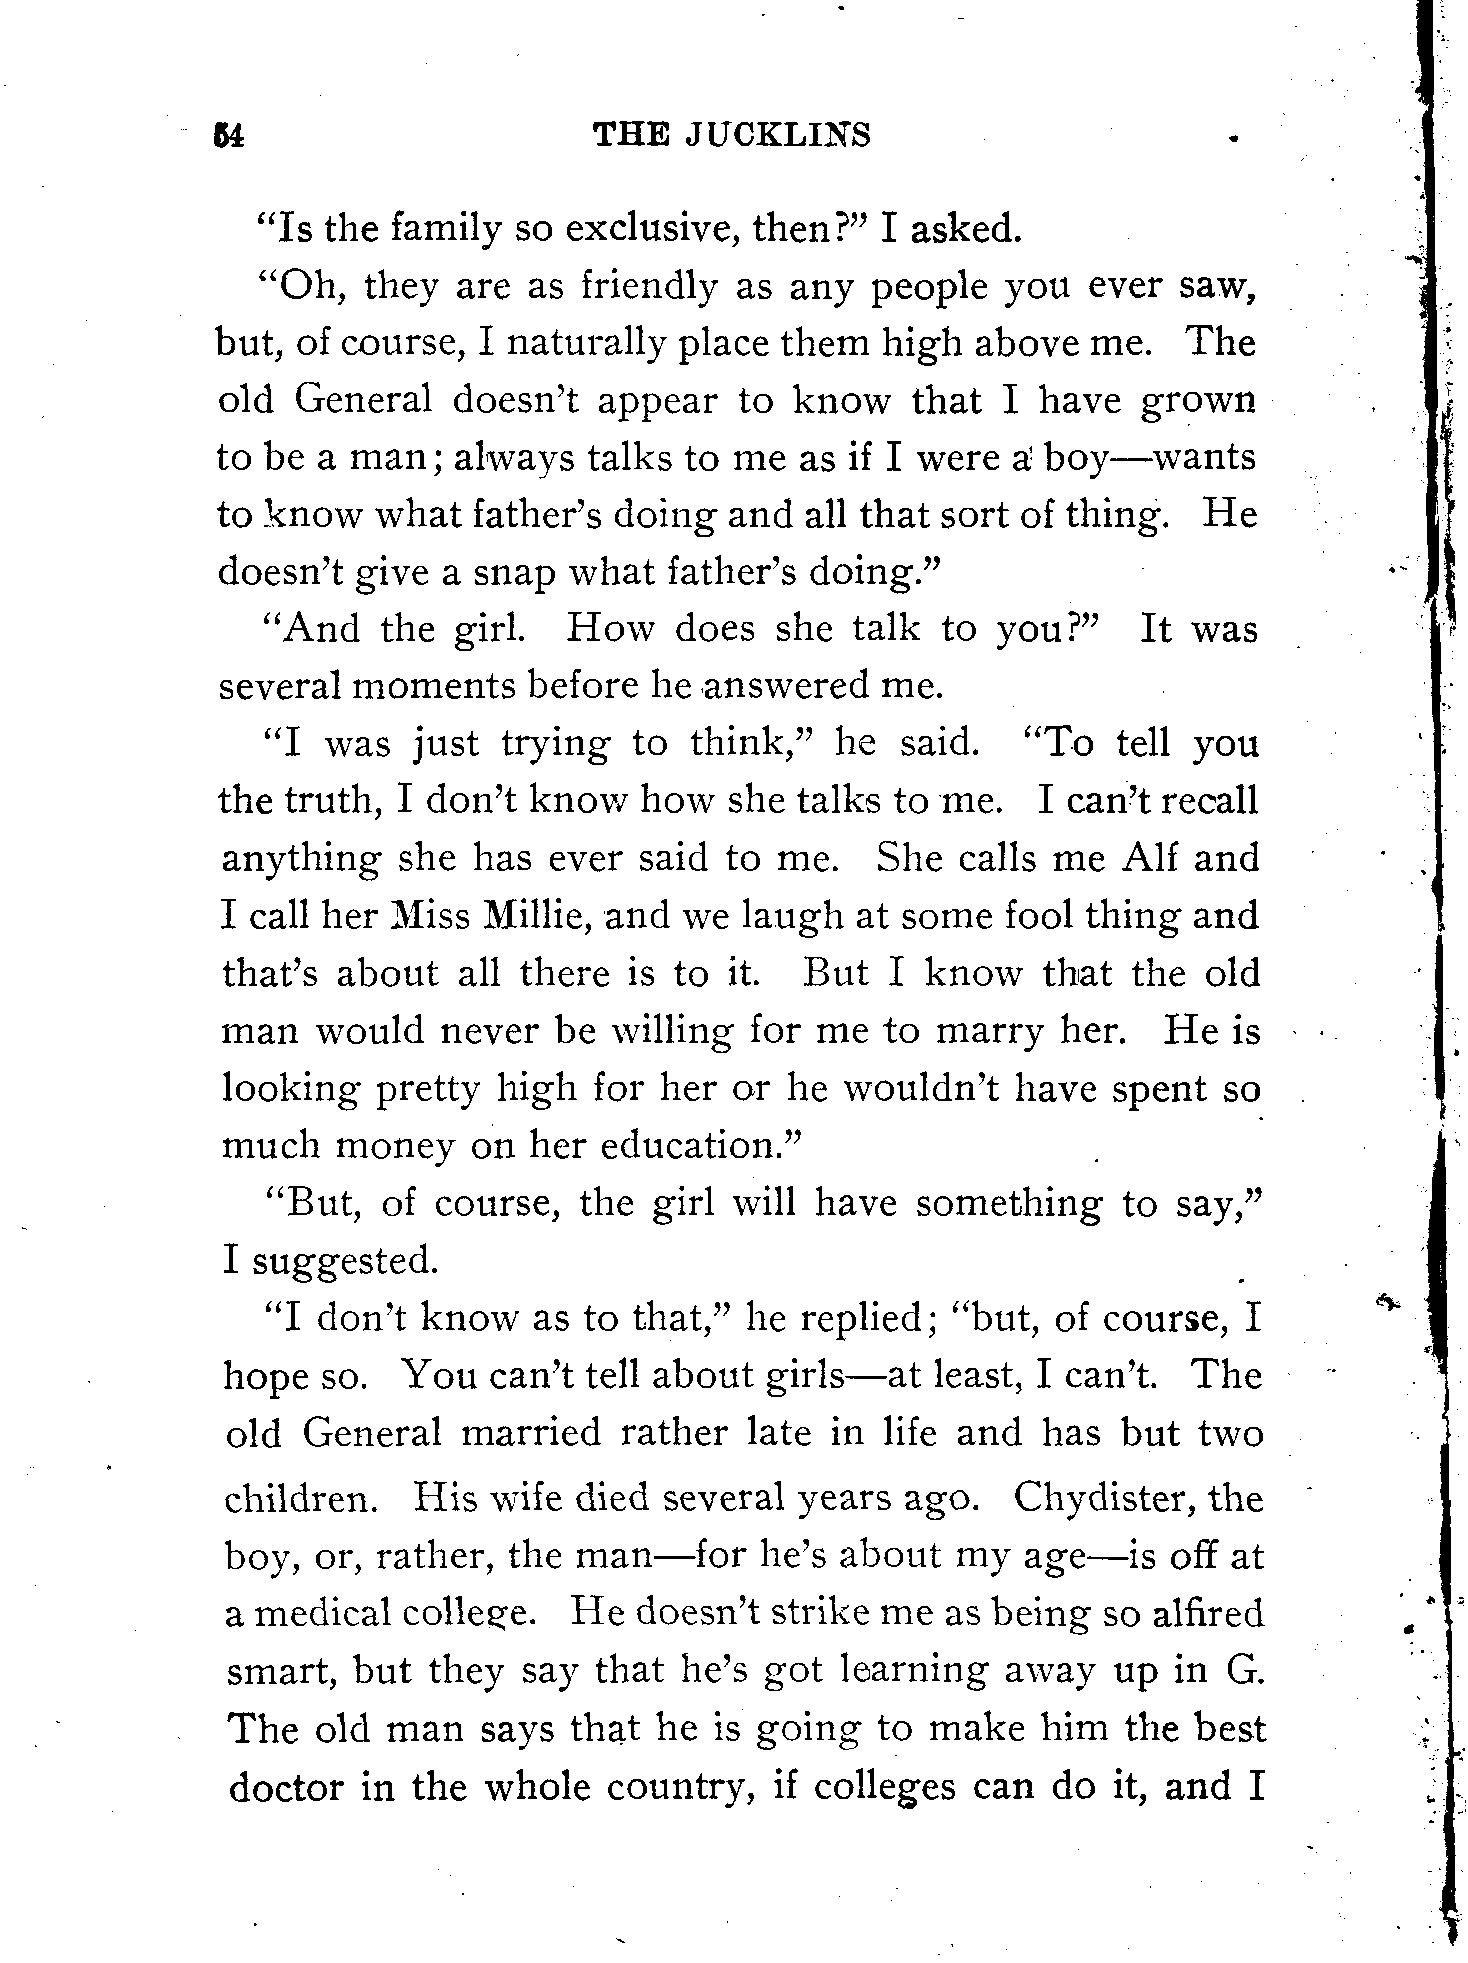 54 THE JUCKLINS
“Is the family so exclusive, then?” I asked.
“Oh, they are as friendly as any people you ever saw,
but, of course, I naturally place them high above me. The
old General doesn’t appear to know that I have grown
to be a man; always talks to me as if I were a boy—wants
to know what father’s doing and all that sort of thing. He
doesn’t give a snap what father’s doing.”
“And the girl. How does she talk to you?” It was
several moments before he answered me.
“I was just trying to think,” he said. “To tell you
the truth, I don’t know how she talks to me. I can’t recall
anything she has ever said to me. She calls me Alf and
I call her Miss Millie, and we laugh at some fool thing and
that’s about all there is to it. But I know that the old
man would never be willing for me to marry her. He is
looking pretty high for her or he wouldn’t have spent so
much money on her education.”
“But, of course, the girl will have something to say,”
I suggested.
“I don’t know as to that,” he replied; “but, of course, I
hope so. You can’t tell about girls—at least, I can’t. The
old General married rather late in life and has but two
children. His wife died several years ago. Chydister, the
boy, or, rather, the man—for he’s about my age—is off at
a medical college. He doesn’t strike me as being so alfired
smart, but they say that he’s got learning away up in G.
The old man says that he is going to make him the best
doctor in the whole country, if colleges can do it, and I